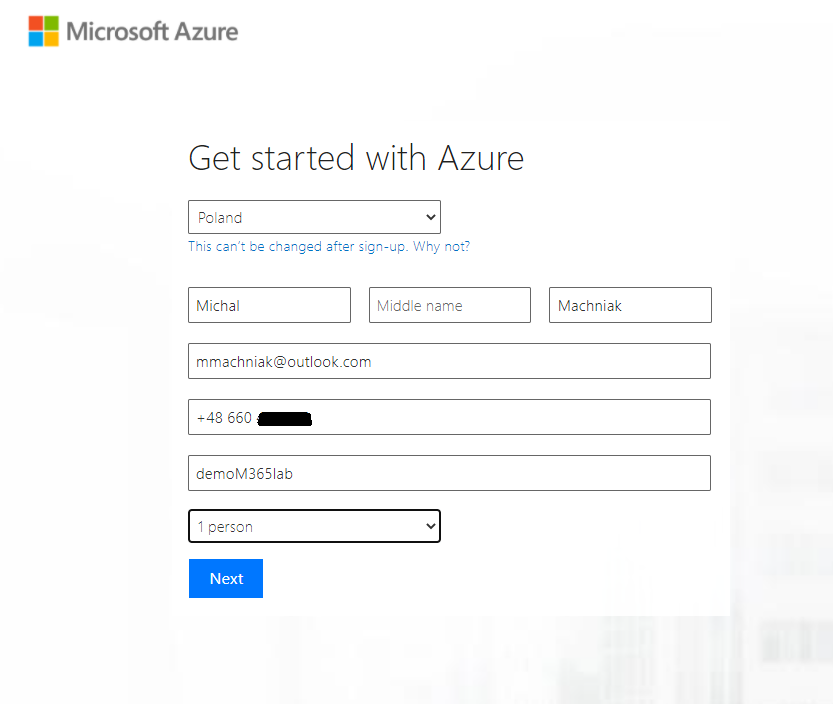 Microsoft Azure
Get started with Azure
Poland
This can't be changed after sign-up. Why not?
Michal Middle name Machniak
mmachniak@outlook.com
+48 660
demoM365lab
1 person
Next